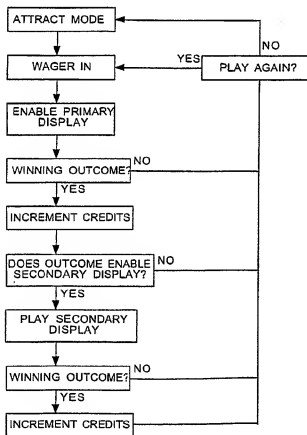 ATTRACT MODE
NO
YES
WAGER IN
PLAY AGAIN?
ENABLE PRIMARY
DISPLAY
WINNING OUTCOME?
NO
YES
INCREMENT CREDITS
DOES OUTCOME ENABLE
SECONDARY DISPLAY?
NO
YES
PLAY SECONDARY
DISPLAY
WINNING OUTCOME?
NO
YES
INCREMENT CREDITS